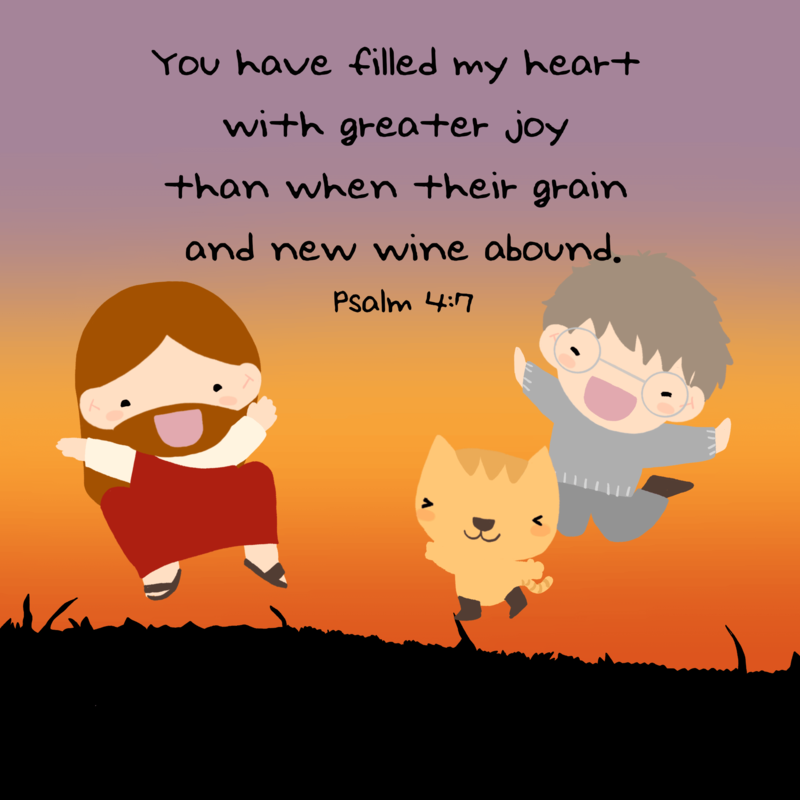 You have filled my heart
with greater joy
than when their grain
and new wine abound.
Psalm 4:7